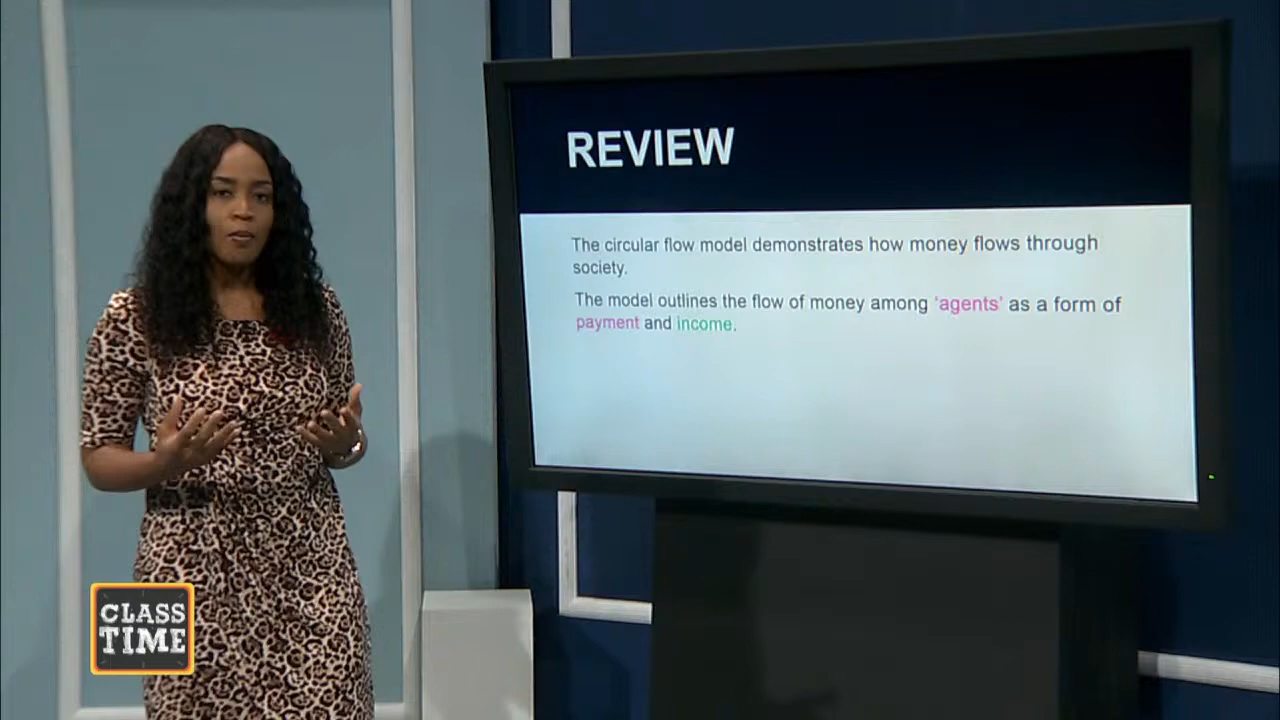 REVIEW
The circular flow model demonstrates how money flows through
society.
The model outlines the flow of money among ‘agents’ as a form of
payment and income.
CLASS
TIME